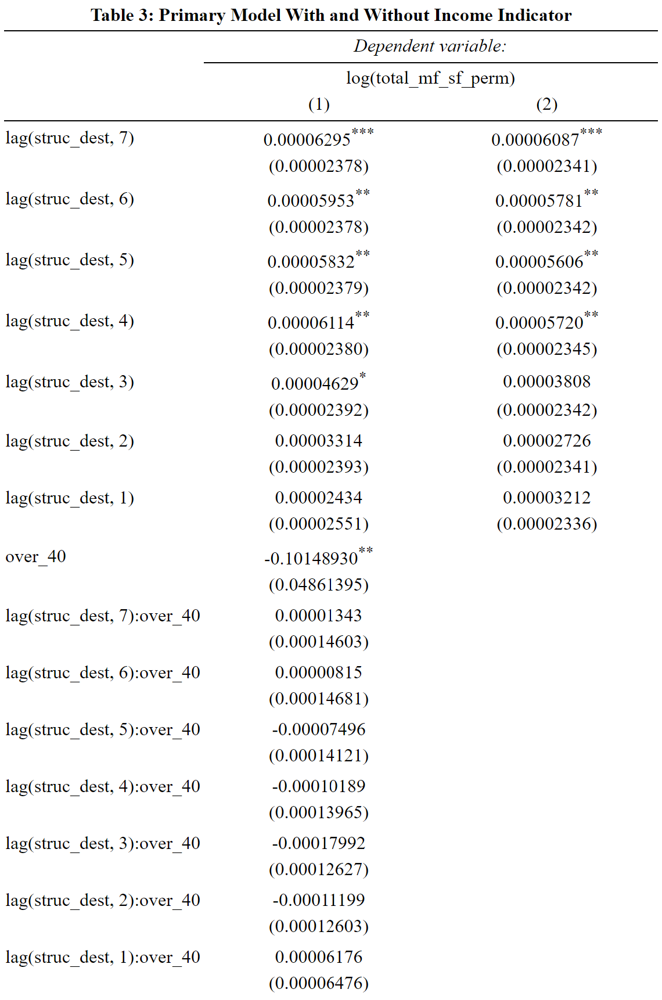 Table 3: Primary Model With and Without Income Indicator
Dependent variable:
log(total_mf_sf_perm)
(1) (2)
lag(struc_dest, 7) 0.00006295*** 0.00006087***
(0.00002378) (0.00002341)
lag(struc_dest, 6) 0.00005953** 0.00005781**
(0.00002378) (0.00002342)
lag(struc_dest, 5) 0.00005832** 0.00005606**
(0.00002379) (0.00002342)
lag(struc_dest, 4) 0.00006114** 0.00005720**
(0.00002380) (0.00002345)
lag(struc_dest, 3) 0.00004629* 0.00003808
(0.00002392) (0.00002342)
lag(struc_dest, 2) 0.00003314 0.00002726
(0.00002393) (0.00002341)
lag(struc_dest, 1) 0.00002434 0.00003212
(0.00002551) (0.00002336)
over_40 -0.10148930**
(0.04861395)
lag(struc_dest, 7):over_40 0.00001343
(0.00014603)
lag(struc_dest, 6):over_40 0.00000815
(0.00014681)
lag(struc_dest, 5):over_40 -0.00007496
(0.00014121)
lag(struc_dest, 4):over_40 -0.00010189
(0.00013965)
lag(struc_dest, 3):over_40 -0.00017992
(0.00012627)
lag(struc_dest, 2):over_40 -0.00011199
(0.00012603)
lag(struc_dest, 1):over_40 0.00006176
(0.00006476)